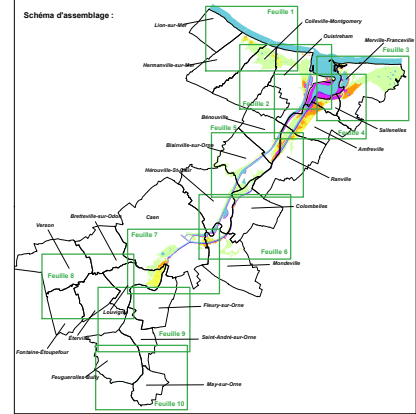 Schéma d'assemblage :
Feuille 1
Lion-sur-Mer
Colleville-Montgomery
Ouistreham
Merville-Franceville
Feuille 3
Hermanville-sur-Mer
Feuille 2
Bénouville
Sallenelles
Feuille 5
Feuille 4
Blainville-sur-Orne
Amfreville
Hérouville-St-Clair
Ranville
Colombelles
Bretteville-sur-Odon
Caen
Verson
Feuille 7
Feuille 6
Mondeville
Feuille 8
Louvigny
Fleury-sur-Orne
Eterville
Feuille 9
Saint-André-sur-Orne
Fontaine-Etoupefour
Feuguerolles-Bully
May-sur-Orne
Feuille 10